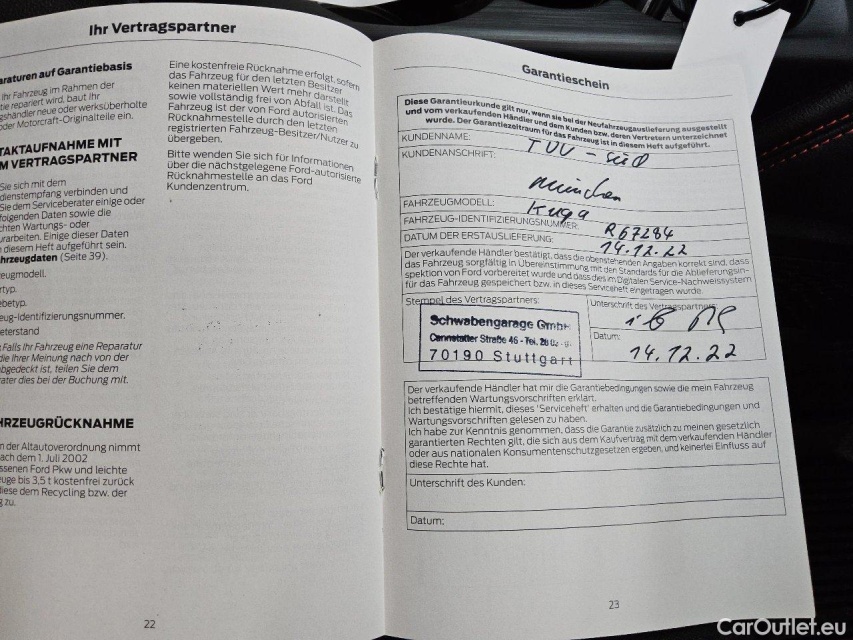 Ihr Vertragspartner
araturen auf Garantiebasis
Ihr Fahrzeug im Rahmen der
tie repariert wird, baut Ihr
gshändler neue oder werksüberholte
oder Motorcraft-Originalteile ein.
TAKTAUFNAHME MIT
M VERTRAGSPARTNER
Sie sich mit dem
dienstempfang verbinden und
Sie dem Serviceberater einige oder
folgenden Daten sowie die
chten Wartungs- oder
urarbeiten. Einige dieser Daten
n diesem Heft aufgeführt sein.
hrzeugdaten (Seite 39).
zeugmodell.
rtyp.
ebetyp.
eug-Identifizierungsnummer.
eterstand
Falls Ihr Fahrzeug eine Reparatur
die Ihrer Meinung nach von der
abgedeckt ist, teilen Sie dem
rater dies bei der Buchung mit.
HRZEUGRÜCKNAHME
n der Altautoverordnung nimmt
nach dem 1. Juli 2002
ssenen Ford Pkw und leichte
uge bis 3,5 t kostenfrei zurück
diese dem Recycling bzw. der
g zu.
Eine kostenfreie Rücknahme erfolgt, sofern
das Fahrzeug für den letzten Besitzer
keinen materiellen Wert mehr darstellt
sowie vollständig frei von Abfall ist. Das
Fahrzeug ist der von Ford autorisierten
Rücknahmestelle durch den letzten
registrierten Fahrzeug-Besitzer/Nutzer zu
übergeben.
Bitte wenden Sie sich für Informationen
über die nächstgelegene Ford-autorisierte
Rücknahmestelle an das Ford
Kundenzentrum.
22
Garantieschein
Diese Garantieurkunde gilt nur, wenn sie bei der Neufahrzeugauslieferung ausgestellt
und vom verkaufenden Händler und dem Kunden bzw. deren Vertretern unterzeichnet
wurde. Der Garantiezeitraum für das Fahrzeug ist in diesem Heft aufgeführt.
KUNDENNAME: TÜV - Süd
KUNDENANSCHRIFT:
München
FAHRZEUGMODELL: Kuga
FAHRZEUG-IDENTIFIZIERUNGSNUMMER: R67284
DATUM DER ERSTAUSLIEFERUNG: 14.12.22
Der verkaufende Händler bestätigt, dass die obenstehenden Angaben korrekt sind, dass
das Fahrzeug sorgfältig in Übereinstimmung mit den Standards für die Ablieferungsin-
spektion von Ford vorbereitet wurde und dass dies im Digitalen Service-Nachweissystem
für das Fahrzeug gespeichert bzw. in dieses Serviceheft eingetragen wurde.
Stempel des Vertragspartners:
Schwabengarage GmbH
Cannstatter Straße 46 - Tel.
70190 Stuttgart
Unterschrift des Vertragspartners:
Datum:
14.12.22
Der verkaufende Händler hat mir die Garantiebedingungen sowie die mein Fahrzeug
betreffenden Wartungsvorschriften erklärt.
Ich bestätige hiermit, dieses 'Serviceheft' erhalten und die Garantiebedingungen und
Wartungsvorschriften gelesen zu haben.
Ich habe zur Kenntnis genommen, dass die Garantie zusätzlich zu meinen gesetzlich
garantierten Rechten gilt, die sich aus dem Kaufvertrag mit dem verkaufenden Händler
oder aus nationalen Konsumentenschutzgesetzen ergeben, und keinerlei Einfluss auf
diese Rechte hat.
Unterschrift des Kunden:
Datum:
23
CarOutlet.eu